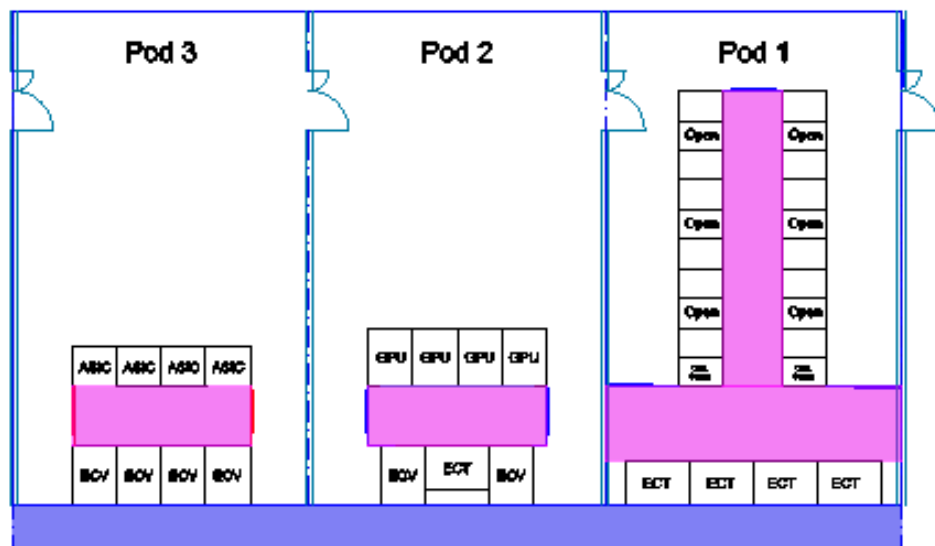 Pod 3 Pod 2 Pod 1
Open Open
Open Open
Open Open
GPU GPU GPU GPU
ASIC ASIC ASIC ASIC
ECT
ECT ECT ECT ECT